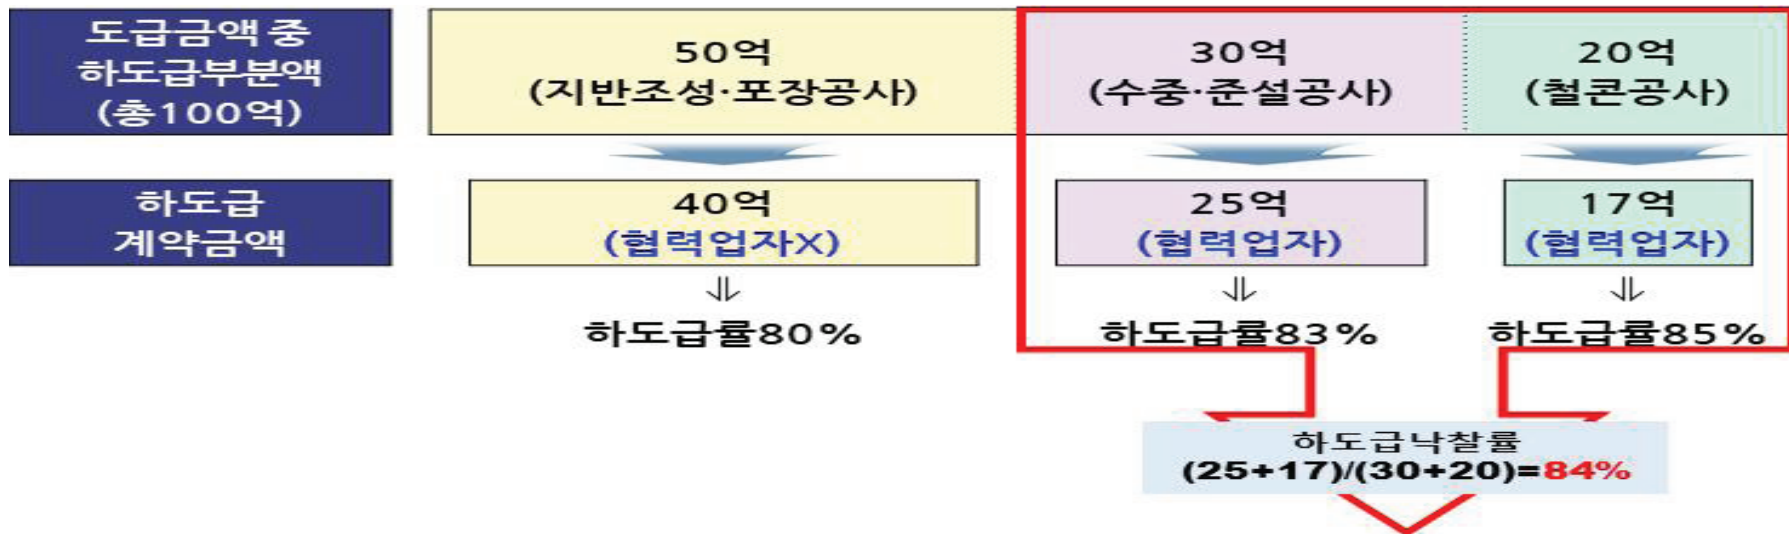 도급금액 중
하도급부분액
(총100억)
50억
(지반조성·포장공사)
30억
(수중·준설공사)
20억
(철콘공사)
하도급
계약금액
40억
(협력업자X)
25억
(협력업자)
17억
(협력업자)
⇓
⇓
⇓
하도급률80%
하도급률83%
하도급률85%
하도급낙찰률
(25+17)/(30+20)=84%